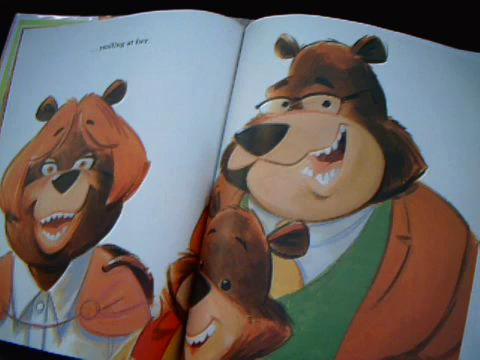 ...smiling at her.